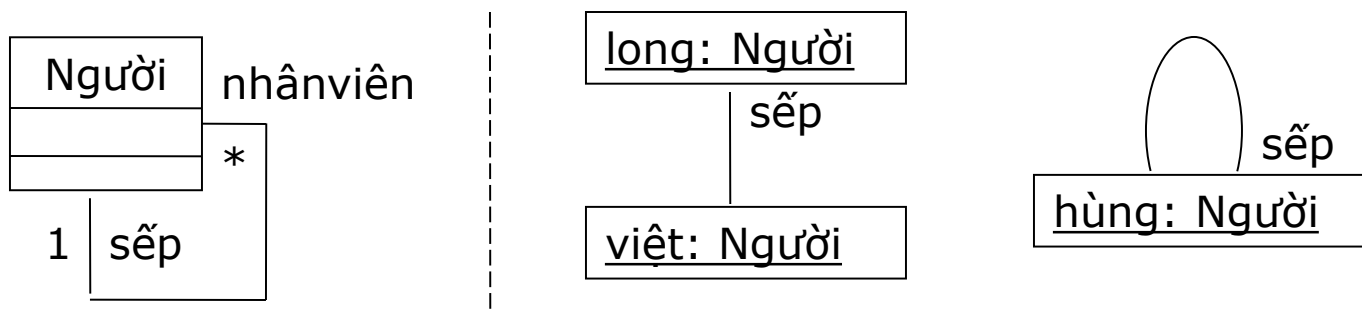 Người
nhânviên
*
1
sếp
long: Người
sếp
việt: Người
sếp
hùng: Người